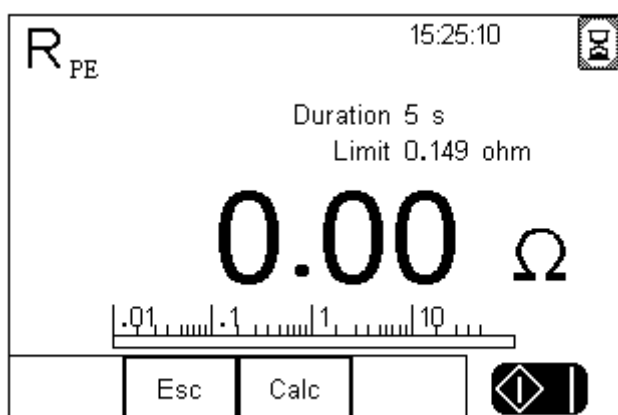 R PE 15:25:10
Duration 5 s
Limit 0.149 ohm
0.00 Ω
.01 .1 1 10
Esc Calc